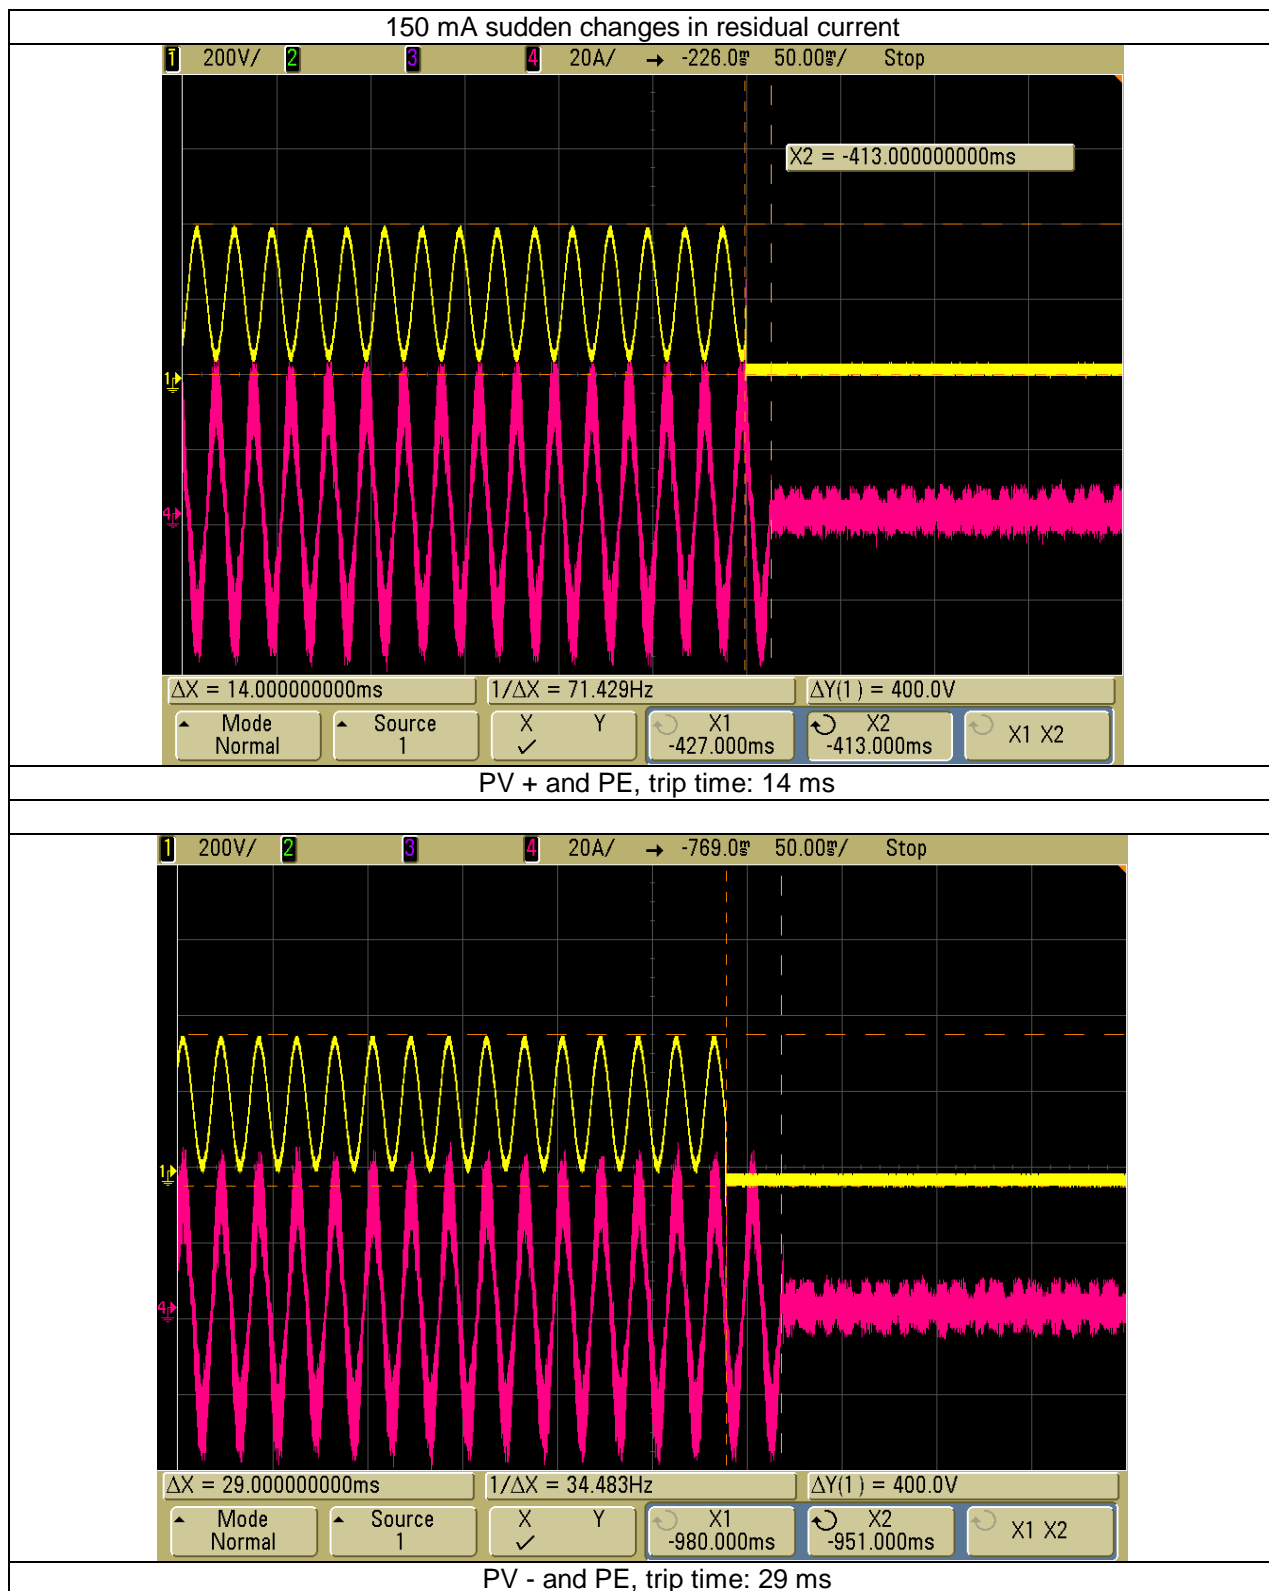 150 mA sudden changes in residual current
1 200V/ 2 3 4 20A/ → -226.0ms 50.00ms/ Stop
X2 = -413.000000000ms
1
4
ΔX = 14.000000000ms 1/ΔX = 71.429Hz ΔY(1) = 400.0V
Mode Source X Y X1 X2 X1 X2
Normal 1 ✓ -427.000ms -413.000ms
PV + and PE, trip time: 14 ms
1 200V/ 2 3 4 20A/ → -769.0ms 50.00ms/ Stop
1
4
ΔX = 29.000000000ms 1/ΔX = 34.483Hz ΔY(1) = 400.0V
Mode Source X Y X1 X2 X1 X2
Normal 1 ✓ -980.000ms -951.000ms
PV - and PE, trip time: 29 ms